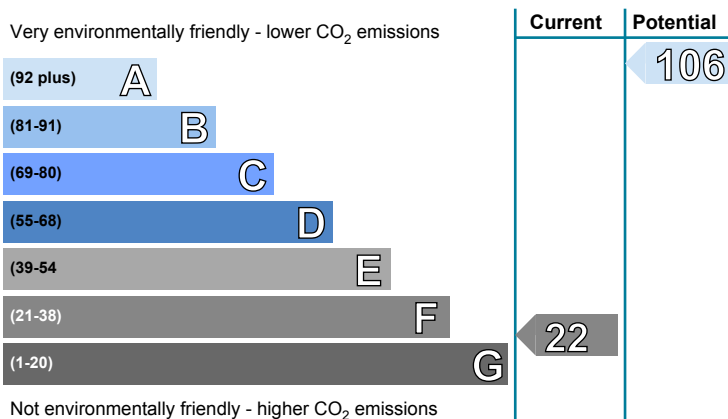 Current Potential
Very environmentally friendly - lower CO2 emissions
106
(92 plus) A
(81-91) B
(69-80) C
(55-68) D
(39-54 E
(21-38) F
22
(1-20) G
Not environmentally friendly - higher CO2 emissions